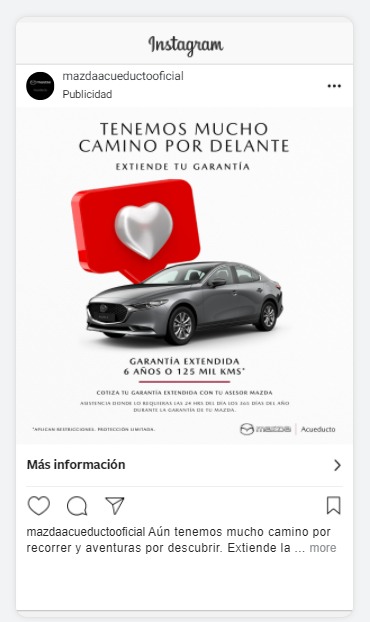 Instagram
mazdaacueductooficial
Publicidad
TENEMOS MUCHO
CAMINO POR DELANTE
EXTIENDE TU GARANTÍA
GARANTÍA EXTENDIDA
6 AÑOS O 125 MIL KMS*
COTIZA TU GARANTÍA EXTENDIDA CON TU ASESOR MAZDA
ASISTENCIA DONDE LO REQUIERAS LAS 24 HRS DEL DÍA LOS 365 DÍAS DEL AÑO
DURANTE LA GARANTÍA DE TU MAZDA.
*APLICAN RESTRICCIONES. PROTECCIÓN LIMITADA.
mazda | Acueducto
Más información
mazdaacueductooficial Aún tenemos mucho camino por
recorrer y aventuras por descubrir. Extiende la ... more